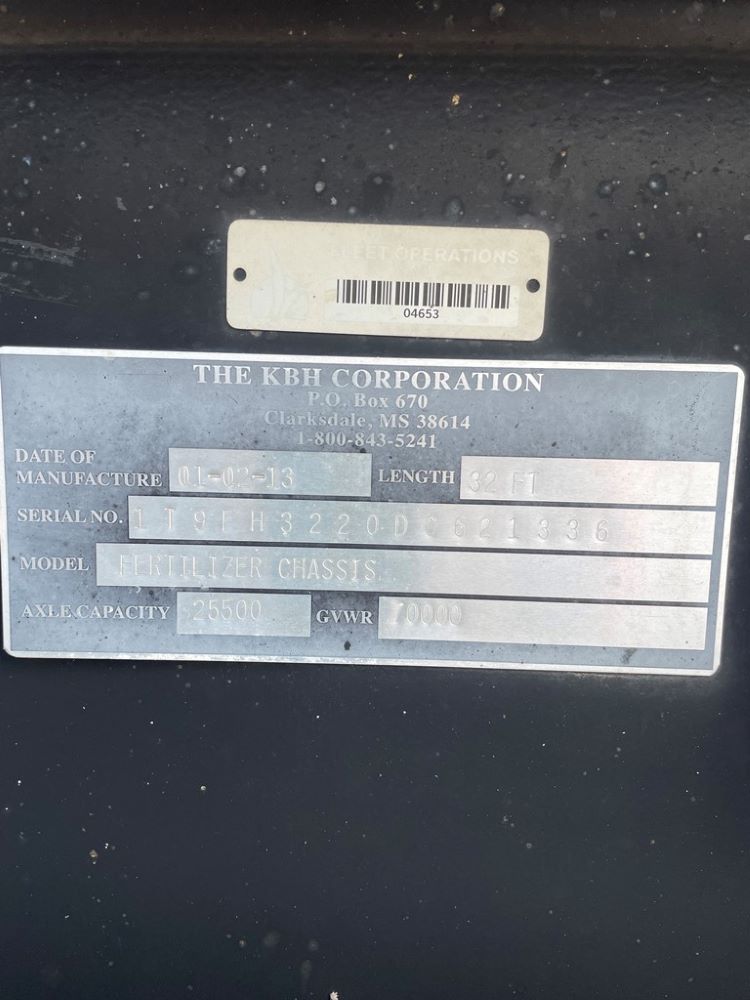 FLEET OPERATIONS
04653
THE KBH CORPORATION
P.O. Box 670
Clarksdale, MS 38614
1-800-843-5241
DATE OF
MANUFACTURE 01-02-13 LENGTH 32 FT
SERIAL NO. 1T9FH3220DC621336
MODEL FERTILIZER CHASSIS
AXLE CAPACITY 25500 GVWR 70000